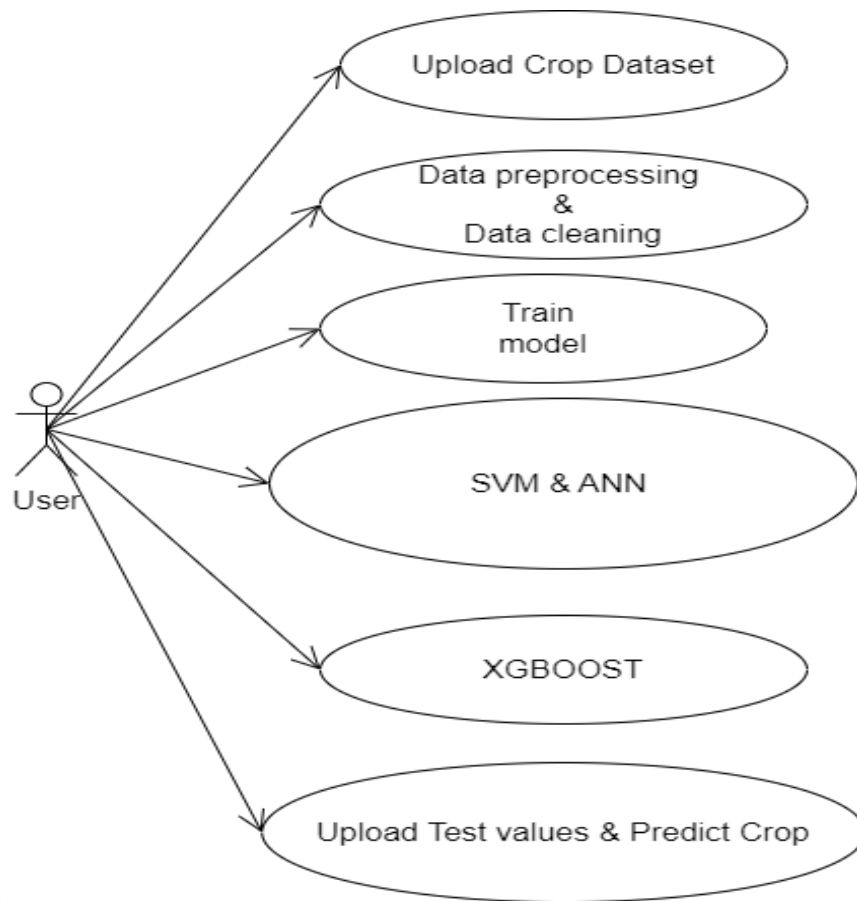 Upload Crop Dataset
Data preprocessing
&
Data cleaning
Train
model
User
SVM & ANN
XGBOOST
Upload Test values & Predict Crop